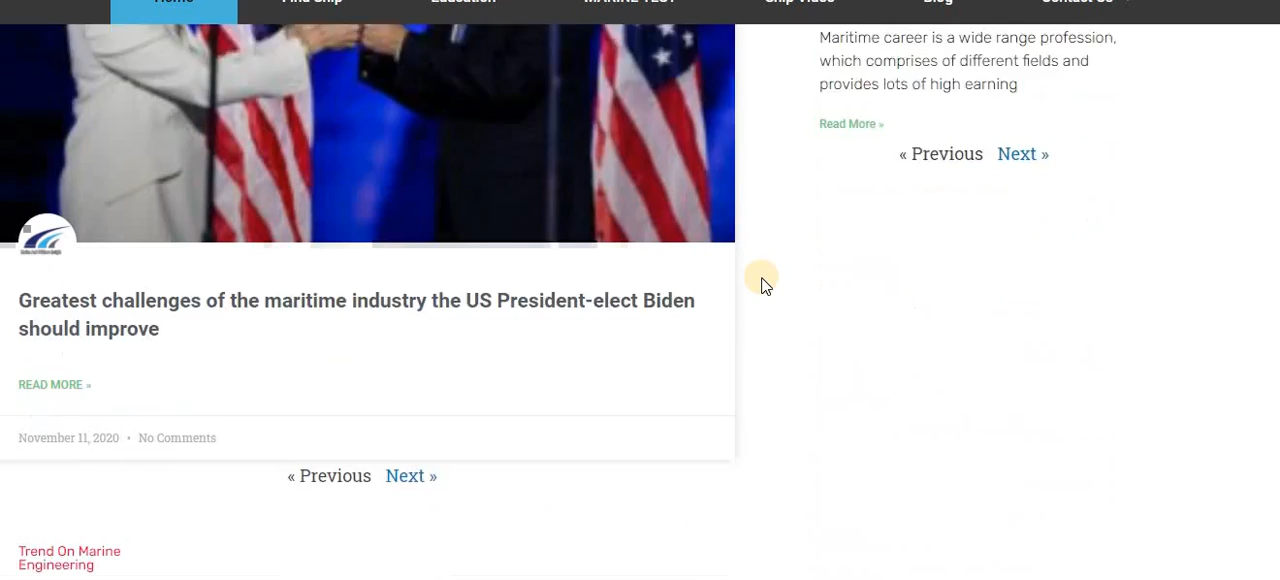 Home Find Ship Education MARINE TEST Ship Video Blog Contact Us
Maritime career is a wide range profession,
which comprises of different fields and
provides lots of high earning
Read More »
« Previous Next »
Greatest challenges of the maritime industry the US President-elect Biden
should improve
READ MORE »
November 11, 2020 • No Comments
« Previous Next »
Trend On Marine
Engineering